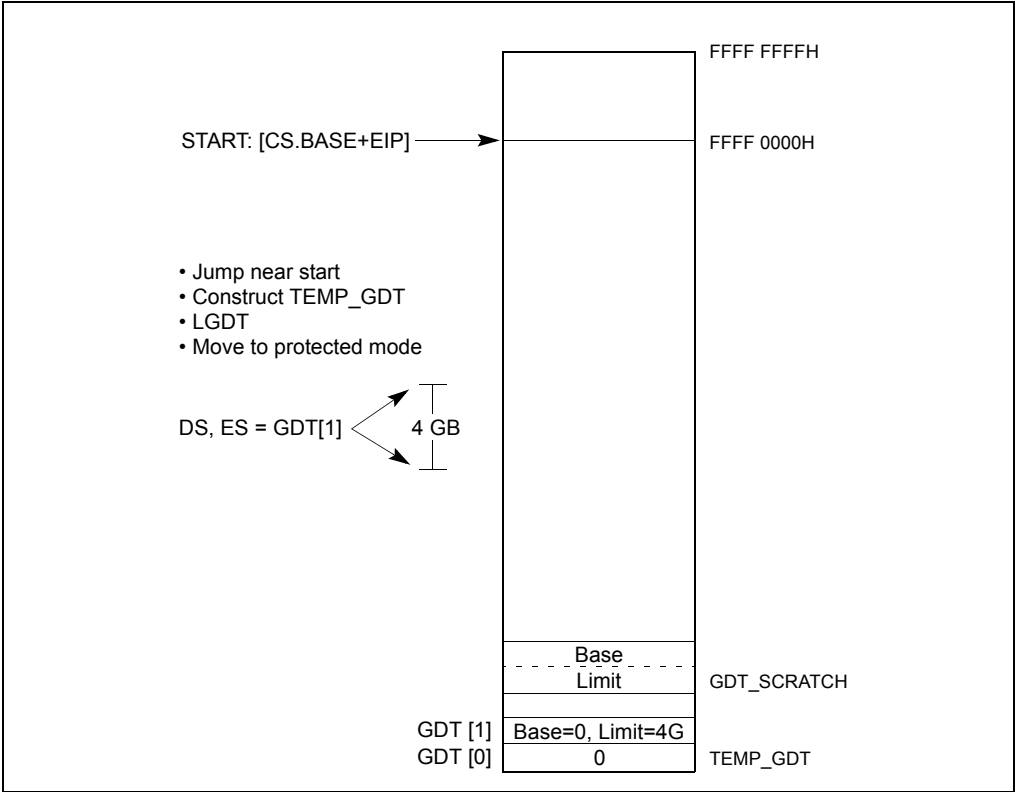 FFFF FFFFH
START: [CS.BASE+EIP]
FFFF 0000H
• Jump near start
• Construct TEMP_GDT
• LGDT
• Move to protected mode
DS, ES = GDT[1]
4 GB
Base
Limit
GDT_SCRATCH
GDT [1]
Base=0, Limit=4G
GDT [0]
0
TEMP_GDT